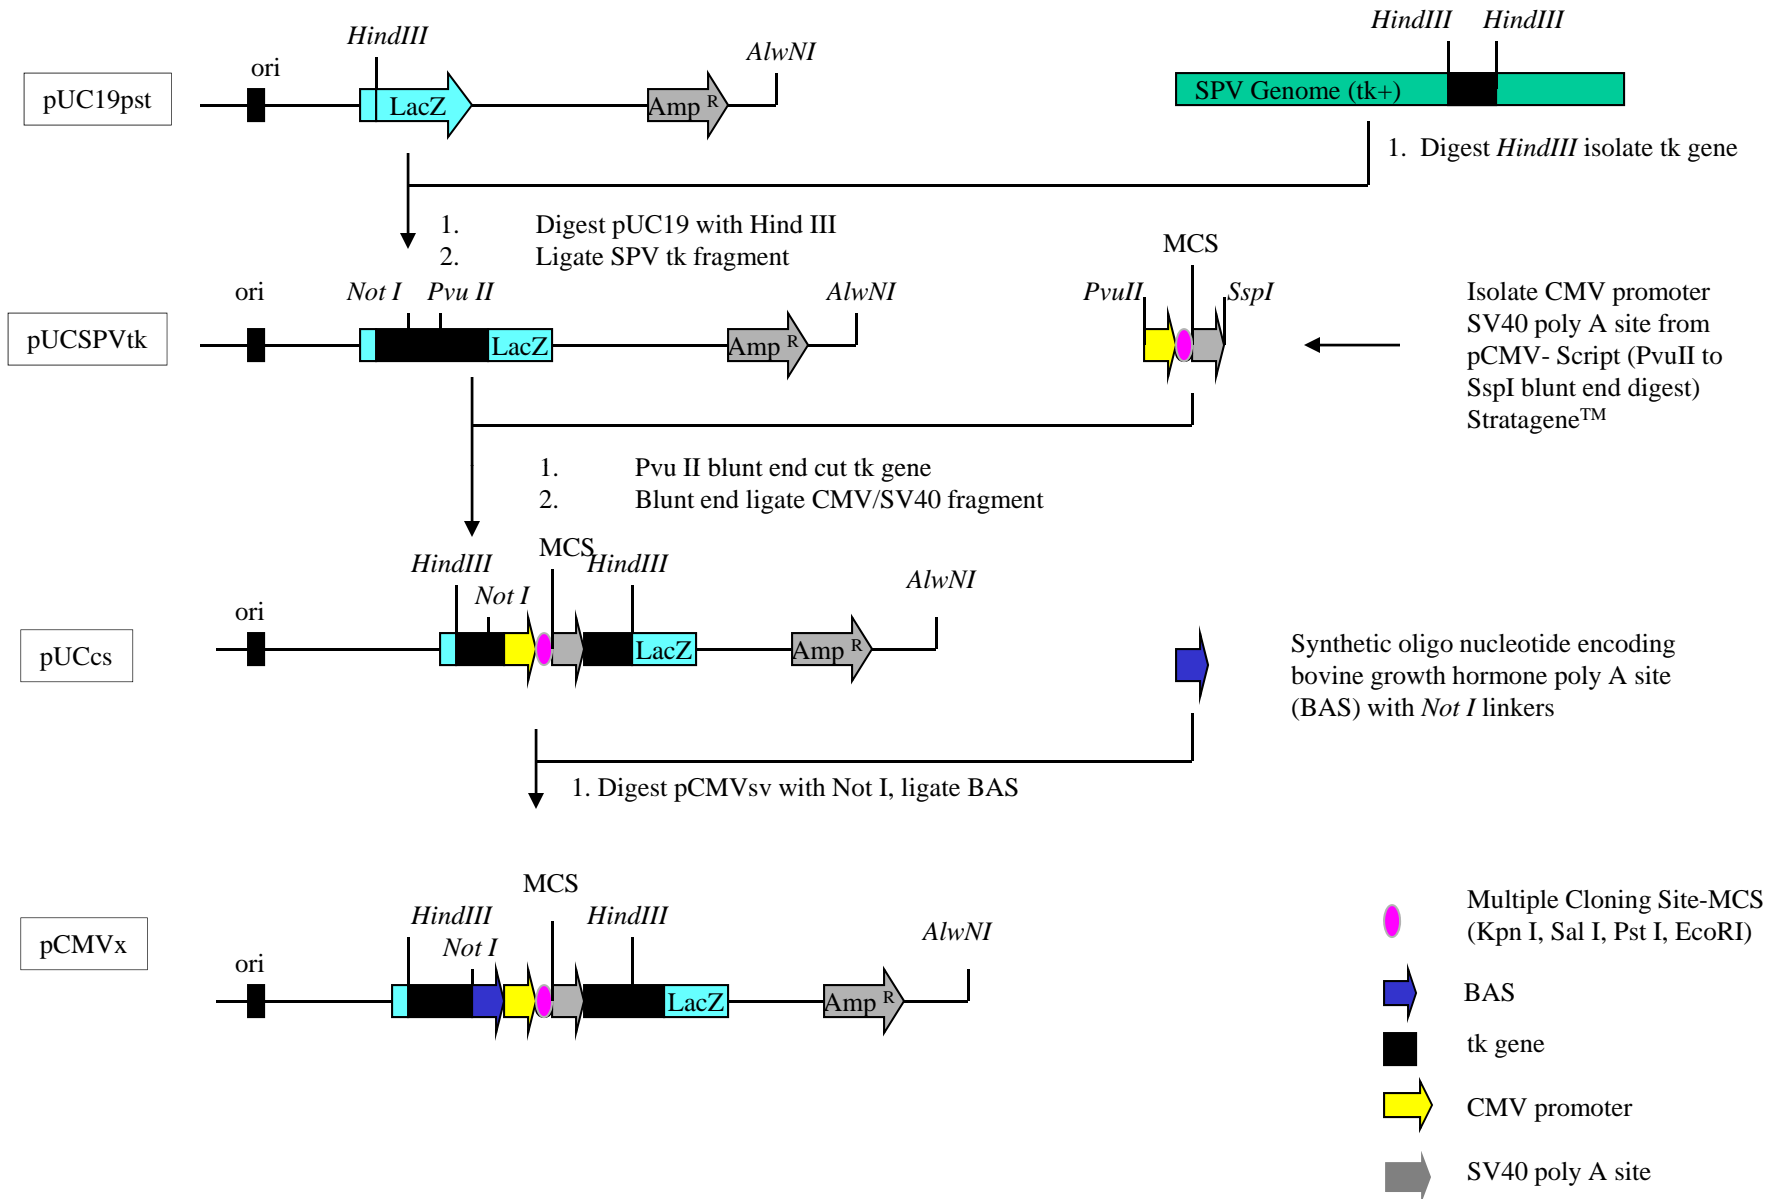 HindIII
HindIII
HindIII
AlwNI
ori
pUC19pst
LacZ
Amp R
SPV Genome (tk+)
1. Digest HindIII isolate tk gene
1. Digest pUC19 with Hind III
2. Ligate SPV tk fragment
MCS
ori
Not I
Pvu II
AlwNI
PvuII
SspI
pUCSPVtk
LacZ
Amp R
Isolate CMV promoter
SV40 poly A site from
pCMV- Script (PvuII to
SspI blunt end digest)
Stratagene™
1. Pvu II blunt end cut tk gene
2. Blunt end ligate CMV/SV40 fragment
MCS
HindIII
HindIII
AlwNI
Not I
ori
pUCcs
LacZ
Amp R
Synthetic oligo nucleotide encoding
bovine growth hormone poly A site
(BAS) with Not I linkers
1. Digest pCMVsv with Not I, ligate BAS
MCS
HindIII
HindIII
AlwNI
Not I
ori
pCMVx
LacZ
Amp R
Multiple Cloning Site-MCS
(Kpn I, Sal I, Pst I, EcoRI)
BAS
tk gene
CMV promoter
SV40 poly A site